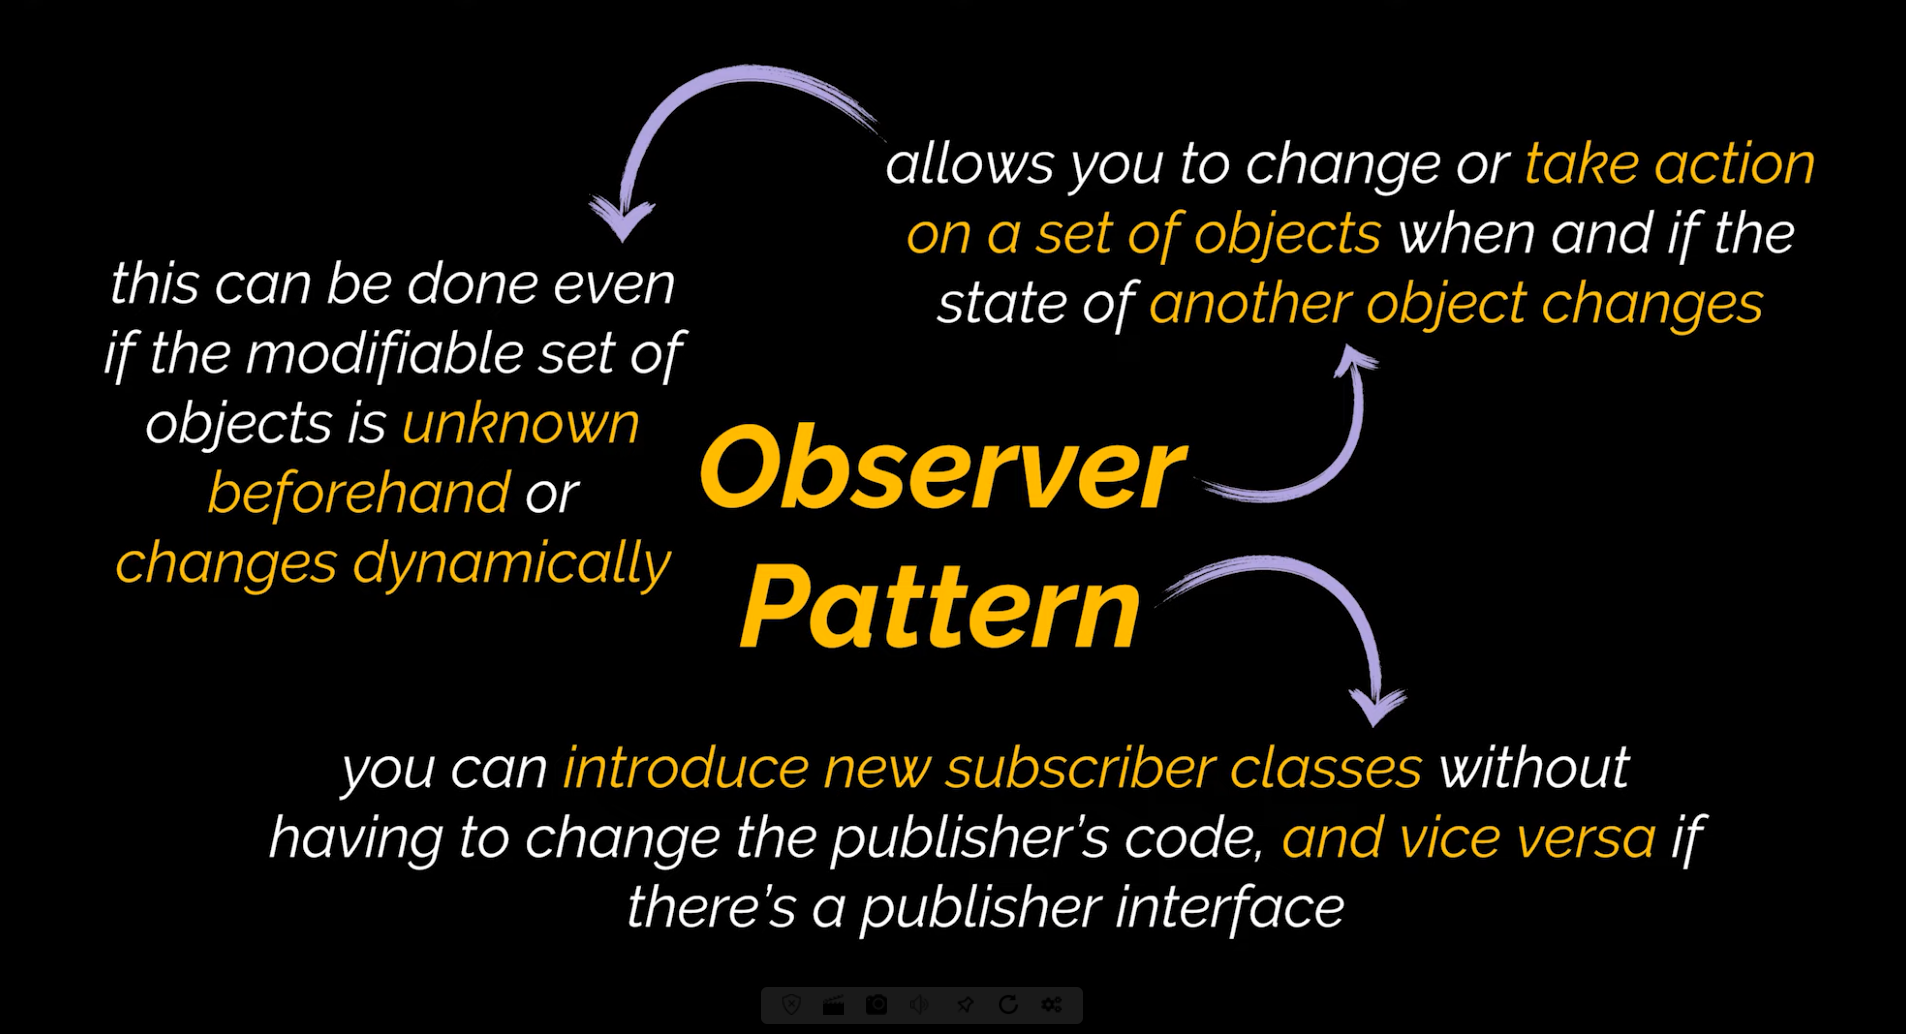 allows you to change or take action
on a set of objects when and if the
state of another object changes
this can be done even
if the modifiable set of
objects is unknown
beforehand or
changes dynamically
Observer
Pattern
you can introduce new subscriber classes without
having to change the publisher’s code, and vice versa if
there’s a publisher interface